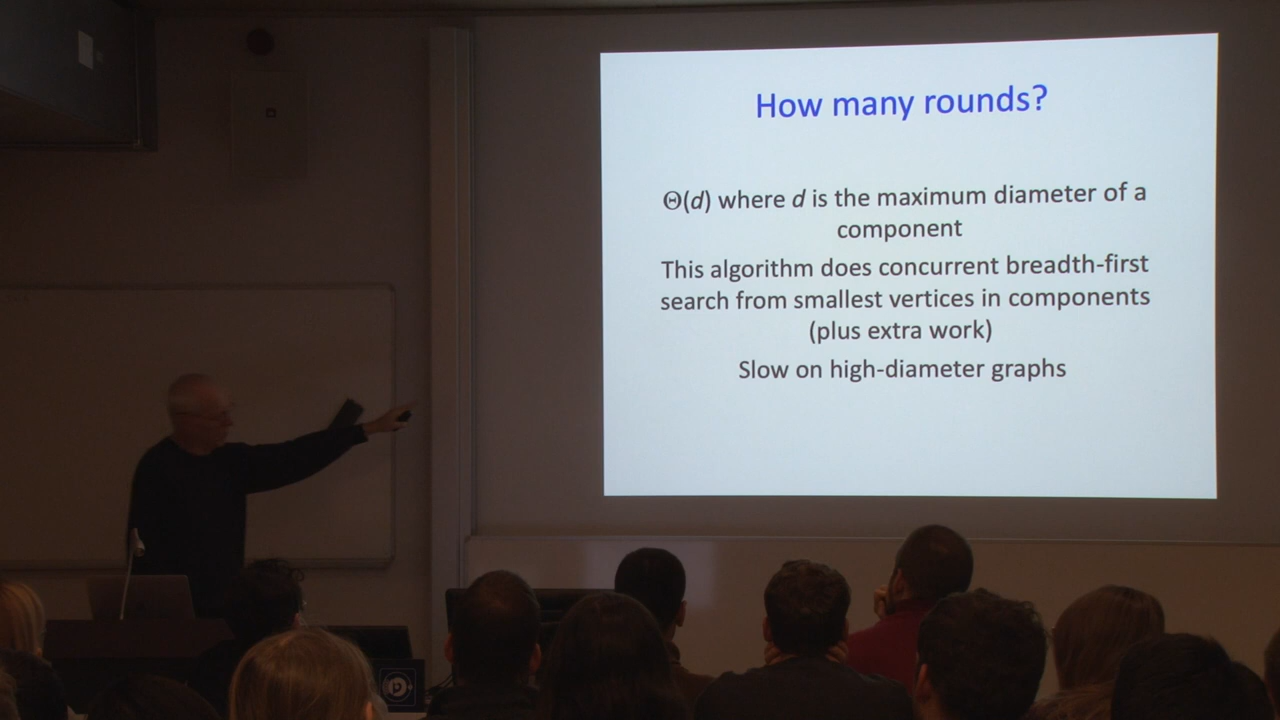 How many rounds?
Θ(d) where d is the maximum diameter of a
component
This algorithm does concurrent breadth-first
search from smallest vertices in components
(plus extra work)
Slow on high-diameter graphs